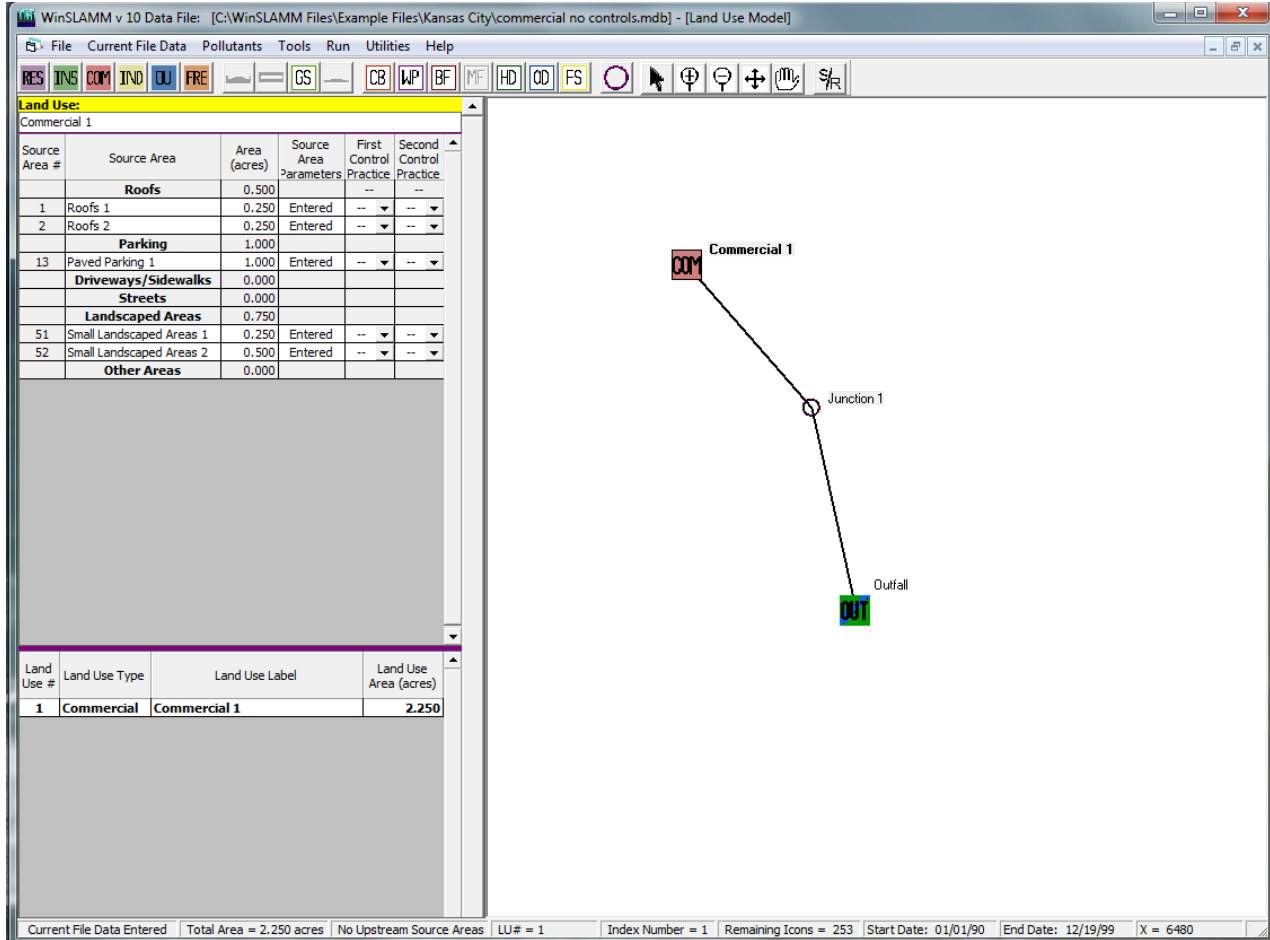 WinSLAMM v 10 Data File: [C:\WinSLAMM Files\Example Files\Kansas City\commercial no controls.mdb] - [Land Use Model]
File Current File Data Pollutants Tools Run Utilities Help
RES INS COM IND OU FRE GS CB WP BF MF HD OD FS S/R
Land Use:
Commercial 1
Source Area # Source Area Area (acres) Source Area Parameters First Control Practice Second Control Practice
Roofs 0.500 -- --
1 Roofs 1 0.250 Entered -- --
2 Roofs 2 0.250 Entered -- --
Parking 1.000
13 Paved Parking 1 1.000 Entered -- --
Driveways/Sidewalks 0.000
Streets 0.000
Landscaped Areas 0.750
51 Small Landscaped Areas 1 0.250 Entered -- --
52 Small Landscaped Areas 2 0.500 Entered -- --
Other Areas 0.000
COM Commercial 1
Junction 1
Outfall
OUT
Land Use # Land Use Type Land Use Label Land Use Area (acres)
1 Commercial Commercial 1 2.250
Current File Data Entered Total Area = 2.250 acres No Upstream Source Areas LU# = 1 Index Number = 1 Remaining Icons = 253 Start Date: 01/01/90 End Date: 12/19/99 X = 6480